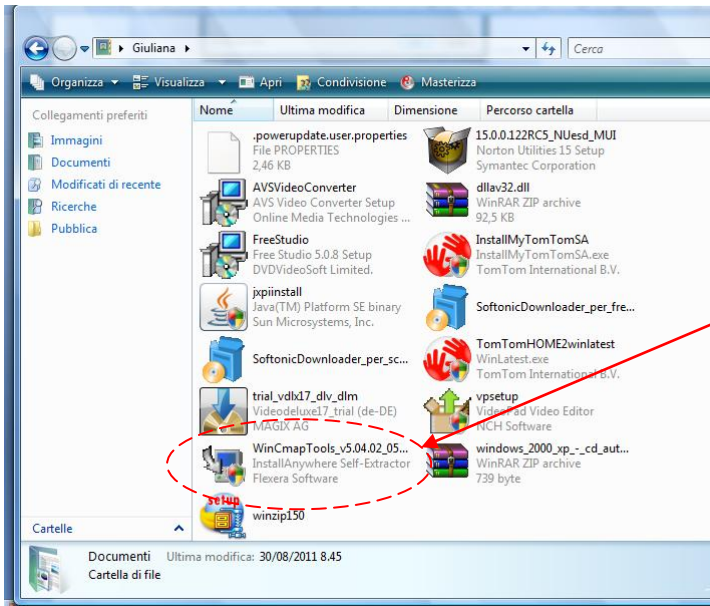 Giuliana
Cerca
Organizza Visualizza Apri Condivisione Masterizza
Collegamenti preferiti
Immagini
Documenti
Modificati di recente
Ricerche
Pubblica
Cartelle
Nome Ultima modifica Dimensione Percorso cartella
.powerupdate.user.properties
File PROPERTIES
2,46 KB
15.0.0.122RC5_NUesd_MUI
Norton Utilities 15 Setup
Symantec Corporation
AVSVideoConverter
AVS Video Converter Setup
Online Media Technologies ...
dllav32.dll
WinRAR ZIP archive
92,5 KB
FreeStudio
Free Studio 5.0.8 Setup
DVDVideoSoft Limited.
InstallMyTomTomSA
InstallMyTomTomSA.exe
TomTom International B.V.
jxpiinstall
Java(TM) Platform SE binary
Sun Microsystems, Inc.
SoftonicDownloader_per_fre...
SoftonicDownloader_per_sc...
TomTomHOME2winlatest
WinLatest.exe
TomTom International B.V.
trial_vdlx17_dlv_dlm
Videodeluxe17_trial (de-DE)
MAGIX AG
vpsetup
VideoPad Video Editor
NCH Software
WinCmapTools_v5.04.02_05...
InstallAnywhere Self-Extractor
Flexera Software
windows_2000_xp_-_cd_aut...
WinRAR ZIP archive
739 byte
setup
winzip150
Documenti Ultima modifica: 30/08/2011 8.45
Cartella di file